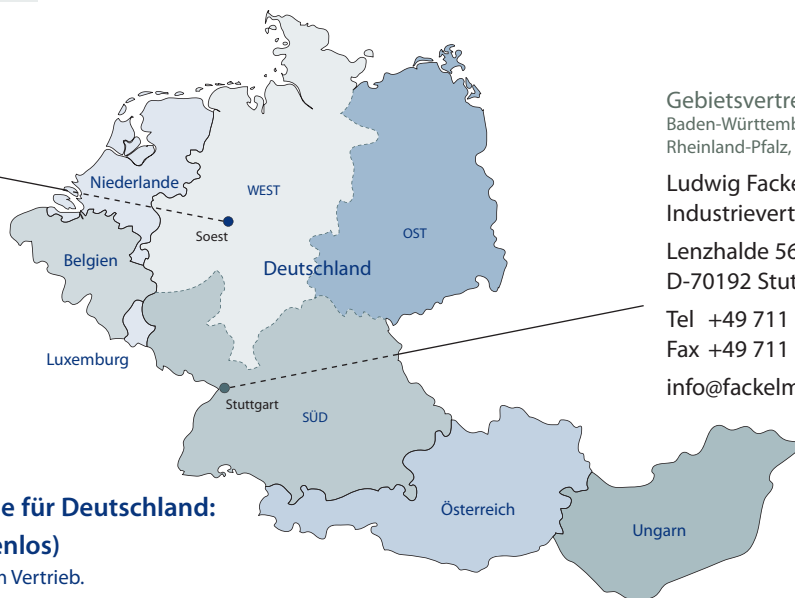 Niederlande
WEST
Soest
OST
Belgien
Deutschland
Luxemburg
Stuttgart
SÜD
Österreich
Ungarn
Gebietsvertre
Baden-Württemb
Rheinland-Pfalz,
Ludwig Facke
Industrievert
Lenzhalde 56
D-70192 Stut
Tel +49 711
Fax +49 711
info@fackelm
e für Deutschland:
enlos)
n Vertrieb.